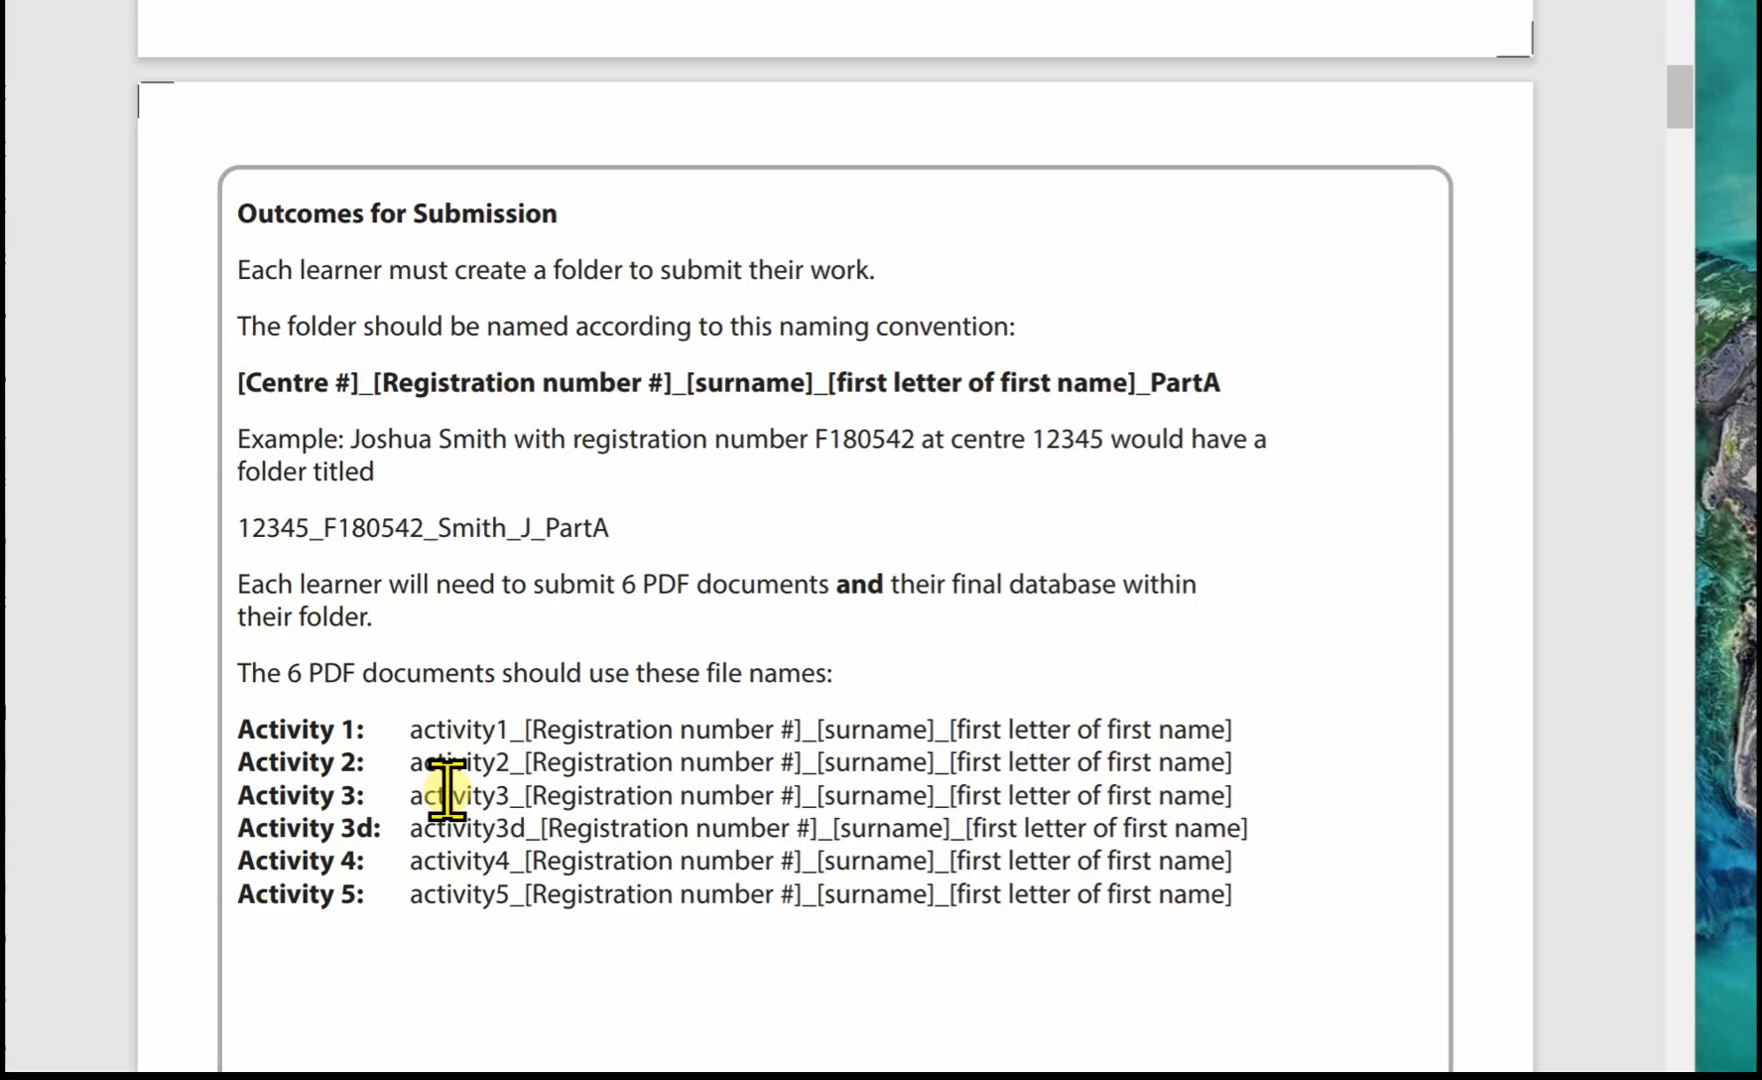 Outcomes for Submission
Each learner must create a folder to submit their work.
The folder should be named according to this naming convention:
[Centre #]_[Registration number #]_[surname]_[first letter of first name]_PartA
Example: Joshua Smith with registration number F180542 at centre 12345 would have a
folder titled
12345_F180542_Smith_J_PartA
Each learner will need to submit 6 PDF documents and their final database within
their folder.
The 6 PDF documents should use these file names:
Activity 1: activity1_[Registration number #]_[surname]_[first letter of first name]
Activity 2: activity2_[Registration number #]_[surname]_[first letter of first name]
Activity 3: activity3_[Registration number #]_[surname]_[first letter of first name]
Activity 3d: activity3d_[Registration number #]_[surname]_[first letter of first name]
Activity 4: activity4_[Registration number #]_[surname]_[first letter of first name]
Activity 5: activity5_[Registration number #]_[surname]_[first letter of first name]